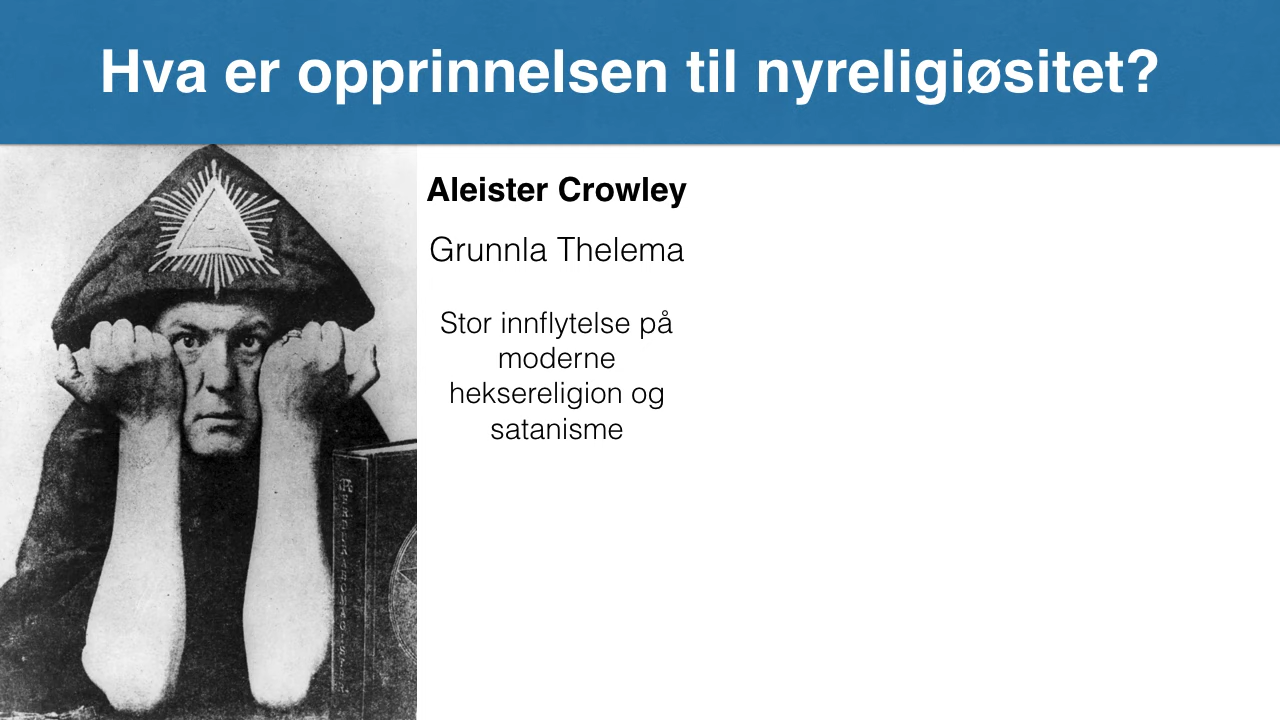 Hva er opprinnelsen til nyreligiøsitet?
Aleister Crowley
Grunnla Thelema
Stor innflytelse på
moderne
heksereligion og
satanisme